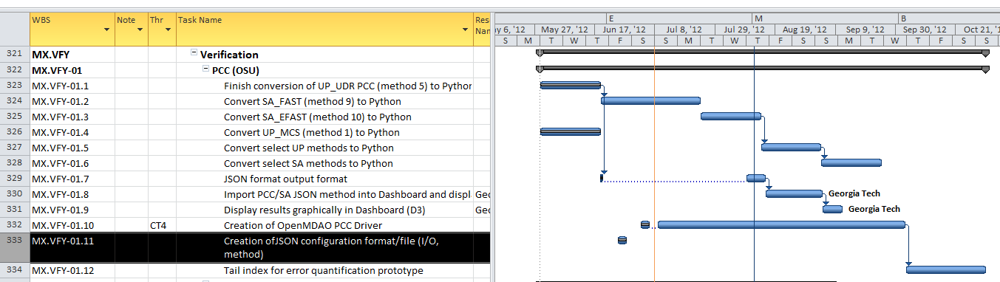 WBS Note Thr Task Name Res Nam
E M B
y 6, '12 May 27, '12 Jun 17, '12 Jul 8, '12 Jul 29, '12 Aug 19, '12 Sep 9, '12 Sep 30, '12 Oct 21, '1
S M T W T F S S M T W T F S S M T W T F S S
321 MX.VFY Verification
322 MX.VFY-01 PCC (OSU)
323 MX.VFY-01.1 Finish conversion of UP_UDR PCC (method 5) to Python
324 MX.VFY-01.2 Convert SA_FAST (method 9) to Python
325 MX.VFY-01.3 Convert SA_EFAST (method 10) to Python
326 MX.VFY-01.4 Convert UP_MCS (method 1) to Python
327 MX.VFY-01.5 Convert select UP methods to Python
328 MX.VFY-01.6 Convert select SA methods to Python
329 MX.VFY-01.7 JSON format output format
330 MX.VFY-01.8 Import PCC/SA JSON method into Dashboard and displ Geo Georgia Tech
331 MX.VFY-01.9 Display results graphically in Dashboard (D3) Geo Georgia Tech
332 MX.VFY-01.10 CT4 Creation of OpenMDAO PCC Driver
333 MX.VFY-01.11 Creation ofJSON configuration format/file (I/O,
method)
334 MX.VFY-01.12 Tail index for error quantification prototype